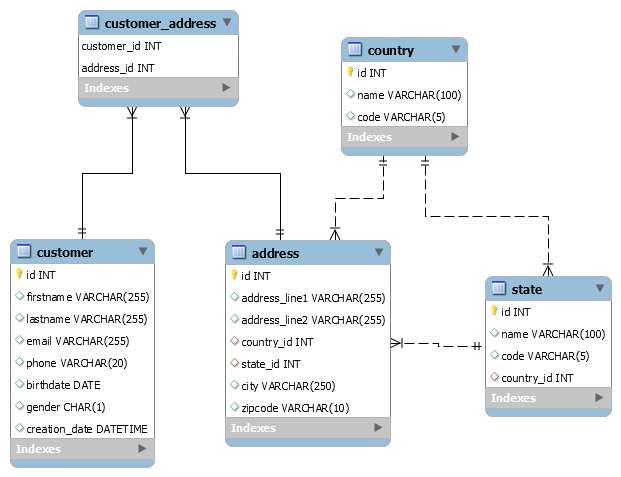 customer_address
customer_id INT
address_id INT
Indexes
country
id INT
name VARCHAR(100)
code VARCHAR(5)
Indexes
customer
id INT
firstname VARCHAR(255)
lastname VARCHAR(255)
email VARCHAR(255)
phone VARCHAR(20)
birthdate DATE
gender CHAR(1)
creation_date DATETIME
Indexes
address
id INT
address_line1 VARCHAR(255)
address_line2 VARCHAR(255)
country_id INT
state_id INT
city VARCHAR(250)
zipcode VARCHAR(10)
Indexes
state
id INT
name VARCHAR(100)
code VARCHAR(5)
country_id INT
Indexes